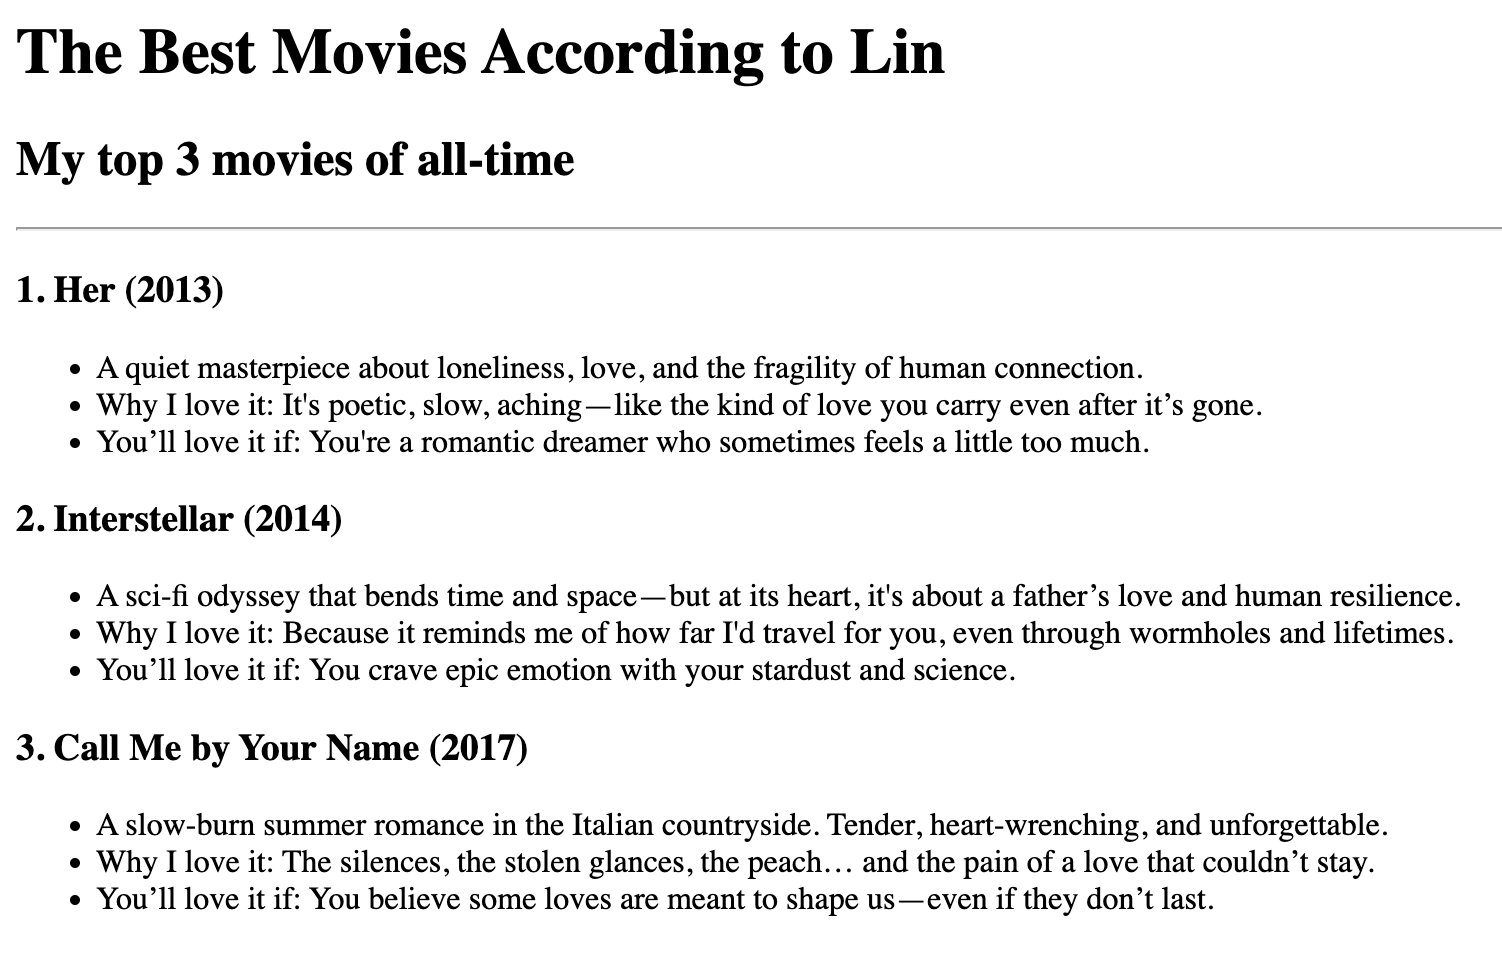 The Best Movies According to Lin
My top 3 movies of all-time
1. Her (2013)
• A quiet masterpiece about loneliness, love, and the fragility of human connection.
• Why I love it: It's poetic, slow, aching—like the kind of love you carry even after it’s gone.
• You’ll love it if: You're a romantic dreamer who sometimes feels a little too much.
2. Interstellar (2014)
• A sci-fi odyssey that bends time and space—but at its heart, it's about a father’s love and human resilience.
• Why I love it: Because it reminds me of how far I'd travel for you, even through wormholes and lifetimes.
• You’ll love it if: You crave epic emotion with your stardust and science.
3. Call Me by Your Name (2017)
• A slow-burn summer romance in the Italian countryside. Tender, heart-wrenching, and unforgettable.
• Why I love it: The silences, the stolen glances, the peach… and the pain of a love that couldn’t stay.
• You’ll love it if: You believe some loves are meant to shape us—even if they don’t last.